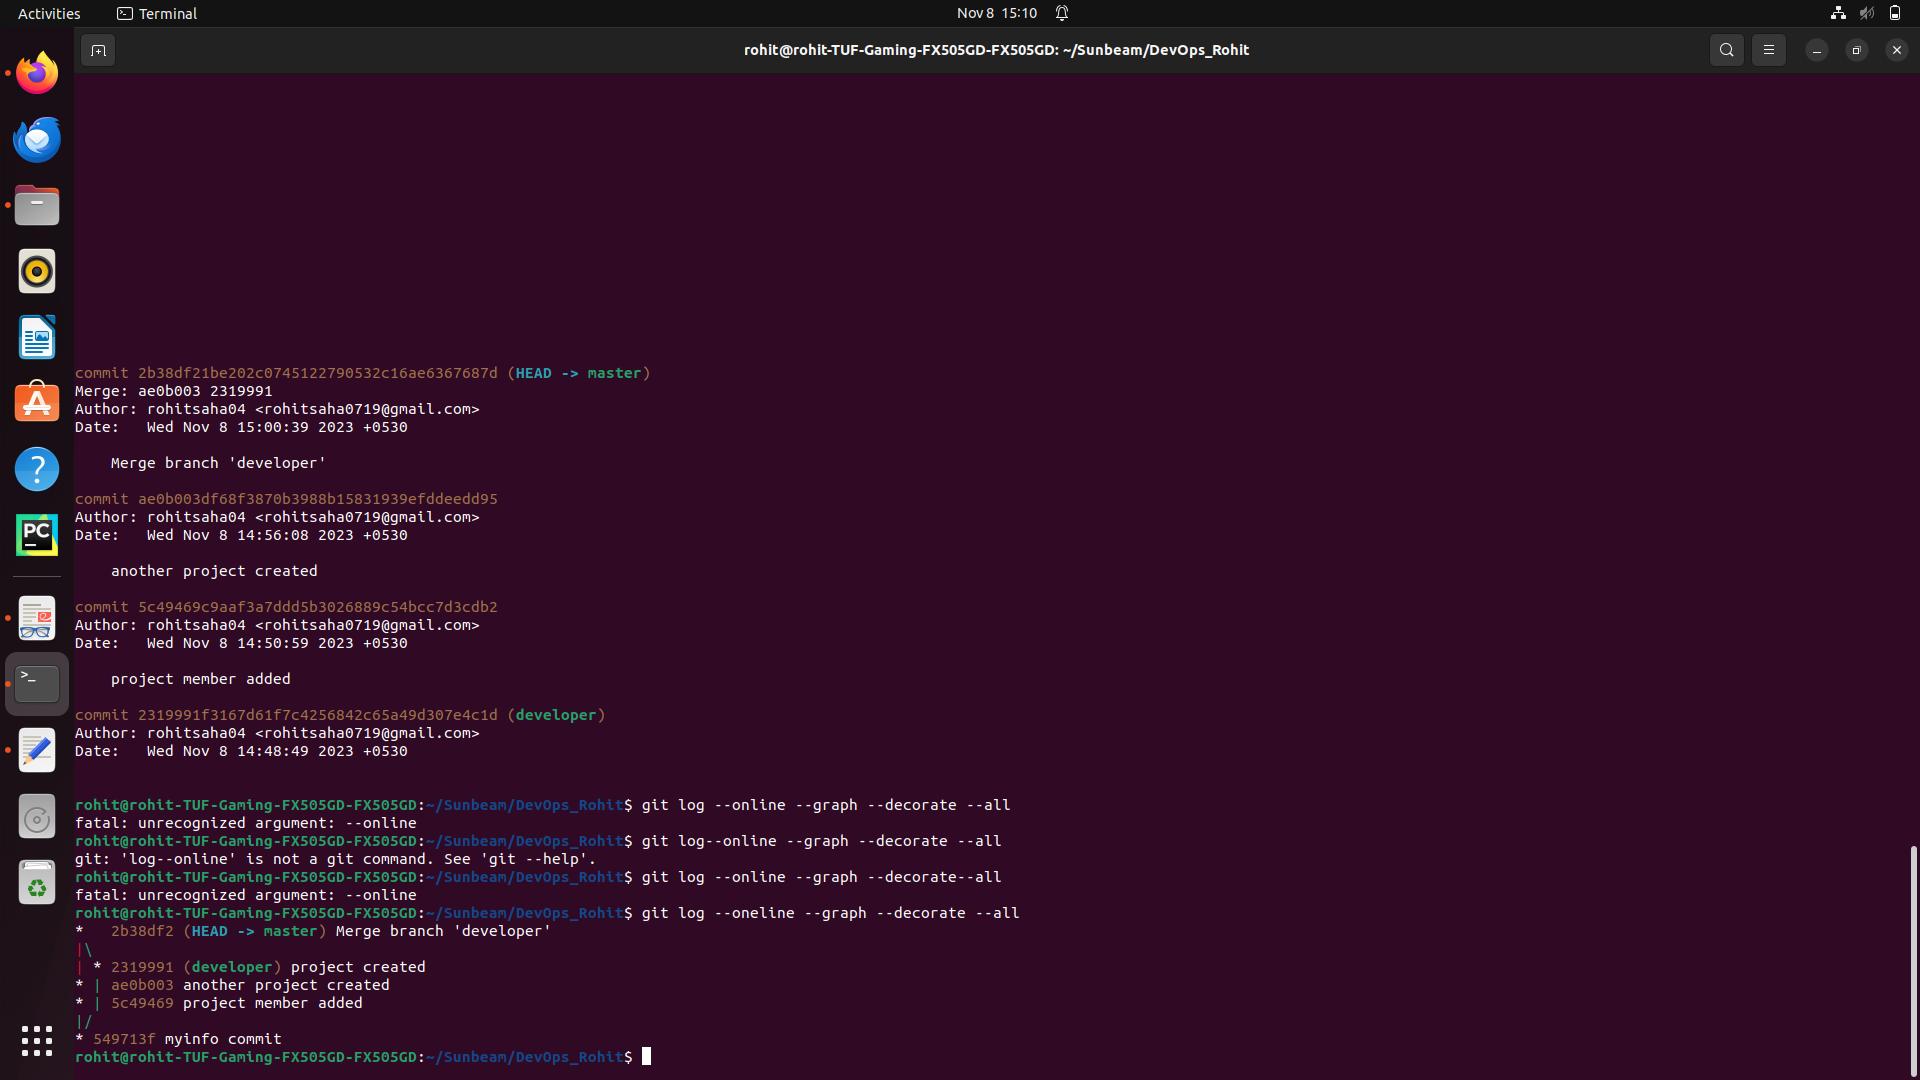 Activities
Terminal
Nov 8 15:10
rohit@rohit-TUF-Gaming-FX505GD-FX505GD: ~/Sunbeam/DevOps_Rohit
commit 2b38df21be202c0745122790532c16ae6367687d (HEAD -> master)
Merge: ae0b003 2319991
Author: rohitsaha04 <rohitsaha0719@gmail.com>
Date:   Wed Nov 8 15:00:39 2023 +0530
Merge branch 'developer'
commit ae0b003df68f3870b3988b15831939efddeedd95
Author: rohitsaha04 <rohitsaha0719@gmail.com>
Date:   Wed Nov 8 14:56:08 2023 +0530
another project created
commit 5c49469c9aaf3a7ddd5b3026889c54bcc7d3cdb2
Author: rohitsaha04 <rohitsaha0719@gmail.com>
Date:   Wed Nov 8 14:50:59 2023 +0530
project member added
commit 2319991f3167d61f7c4256842c65a49d307e4c1d (developer)
Author: rohitsaha04 <rohitsaha0719@gmail.com>
Date:   Wed Nov 8 14:48:49 2023 +0530
rohit@rohit-TUF-Gaming-FX505GD-FX505GD:~/Sunbeam/DevOps_Rohit$ git log --online --graph --decorate --all
fatal: unrecognized argument: --online
rohit@rohit-TUF-Gaming-FX505GD-FX505GD:~/Sunbeam/DevOps_Rohit$ git log--online --graph --decorate --all
git: 'log--online' is not a git command. See 'git --help'.
rohit@rohit-TUF-Gaming-FX505GD-FX505GD:~/Sunbeam/DevOps_Rohit$ git log --online --graph --decorate--all
fatal: unrecognized argument: --online
rohit@rohit-TUF-Gaming-FX505GD-FX505GD:~/Sunbeam/DevOps_Rohit$ git log --oneline --graph --decorate --all
*   2b38df2 (HEAD -> master) Merge branch 'developer'
|\
| * 2319991 (developer) project created
* | ae0b003 another project created
* | 5c49469 project member added
|/
* 549713f myinfo commit
rohit@rohit-TUF-Gaming-FX505GD-FX505GD:~/Sunbeam/DevOps_Rohit$
PC